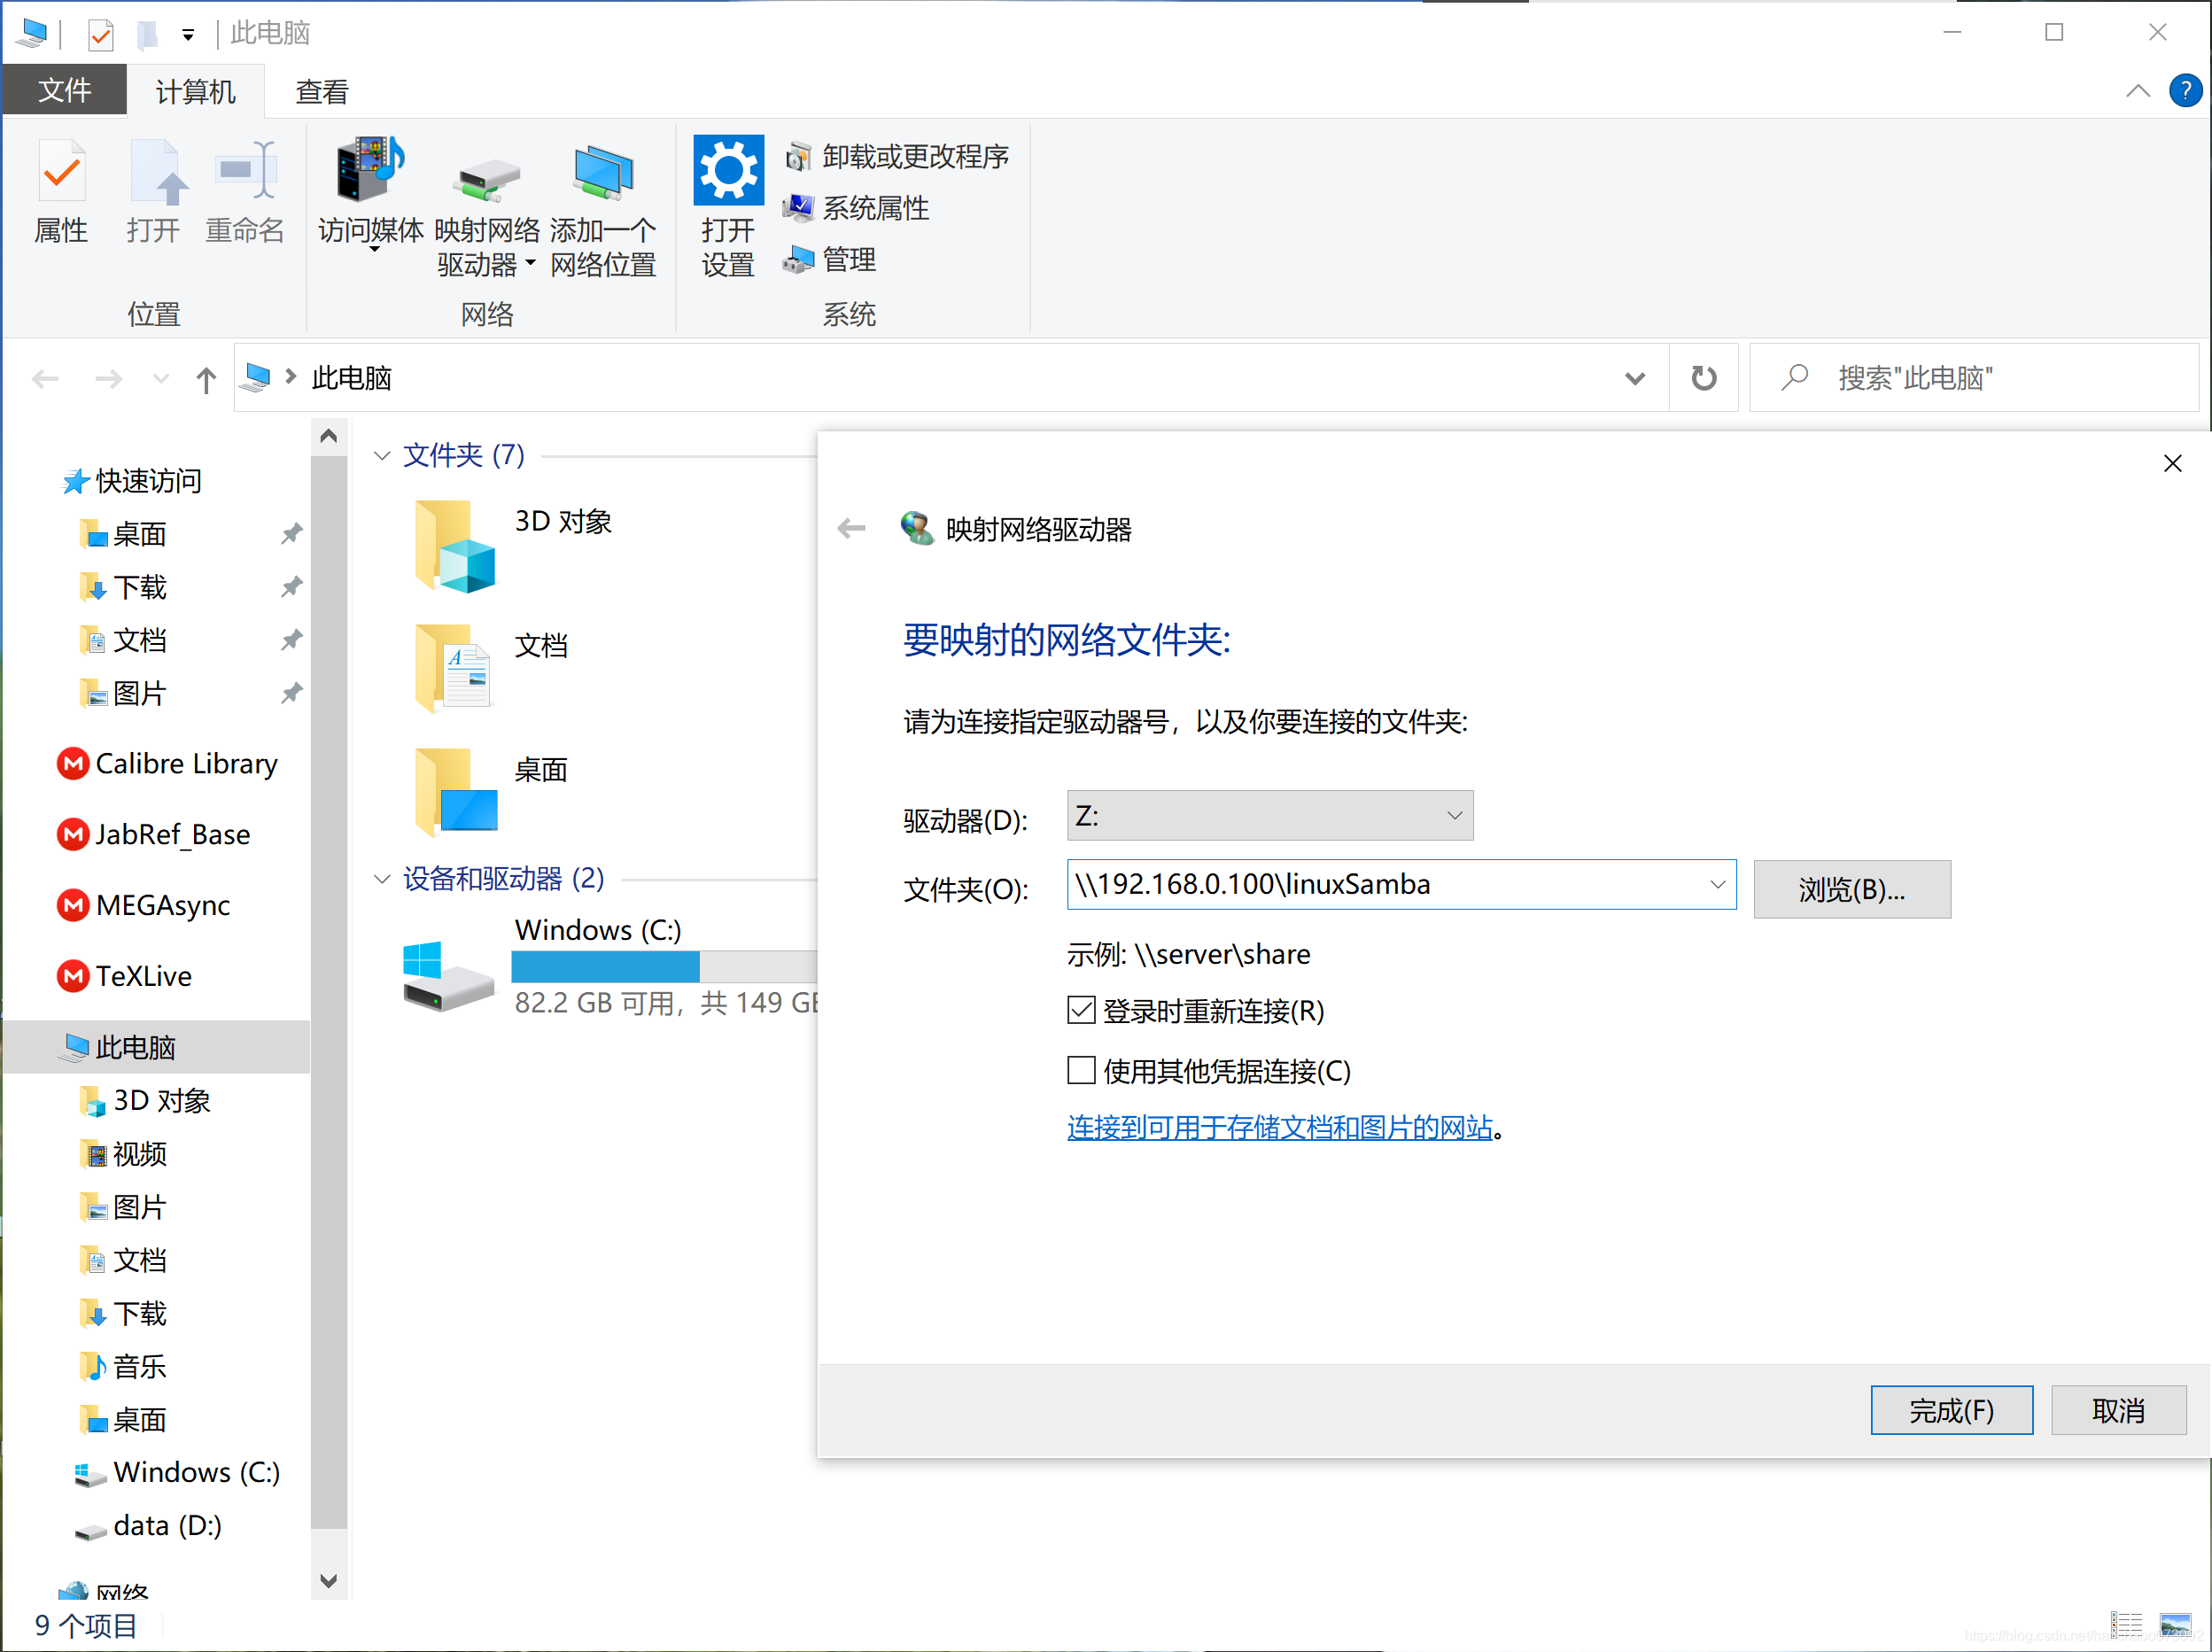 此电脑
文件
计算机
查看
属性
打开
重命名
位置
访问媒体
映射网络
驱动器
添加一个
网络位置
网络
打开
设置
卸载或更改程序
系统属性
管理
系统
此电脑
搜索"此电脑"
快速访问
桌面
下载
文档
图片
Calibre Library
JabRef_Base
MEGAsync
TeXLive
此电脑
3D 对象
视频
图片
文档
下载
音乐
桌面
Windows (C:)
data (D:)
网络
文件夹 (7)
3D 对象
文档
桌面
设备和驱动器 (2)
Windows (C:)
82.2 GB 可用，共 149 GB
映射网络驱动器
要映射的网络文件夹:
请为连接指定驱动器号，以及你要连接的文件夹:
驱动器(D):
Z:
文件夹(O):
\\192.168.0.100\linuxSamba
浏览(B)...
示例: \\server\share
登录时重新连接(R)
使用其他凭据连接(C)
连接到可用于存储文档和图片的网站。
完成(F)
取消
9 个项目